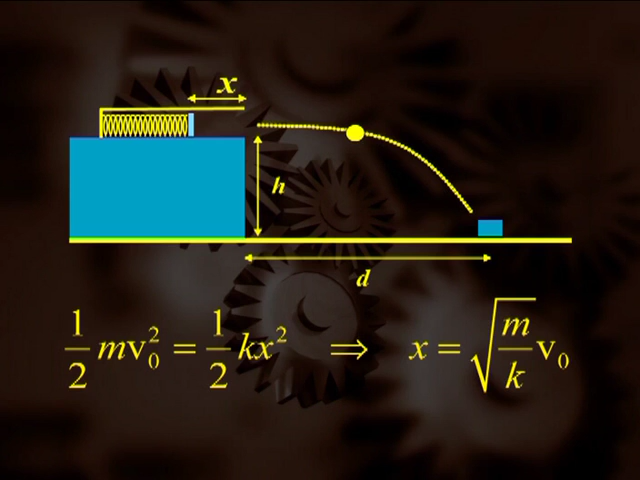 x
h
d
1/2 mv₀² = 1/2 kx² ⇒ x = √(m/k) v₀